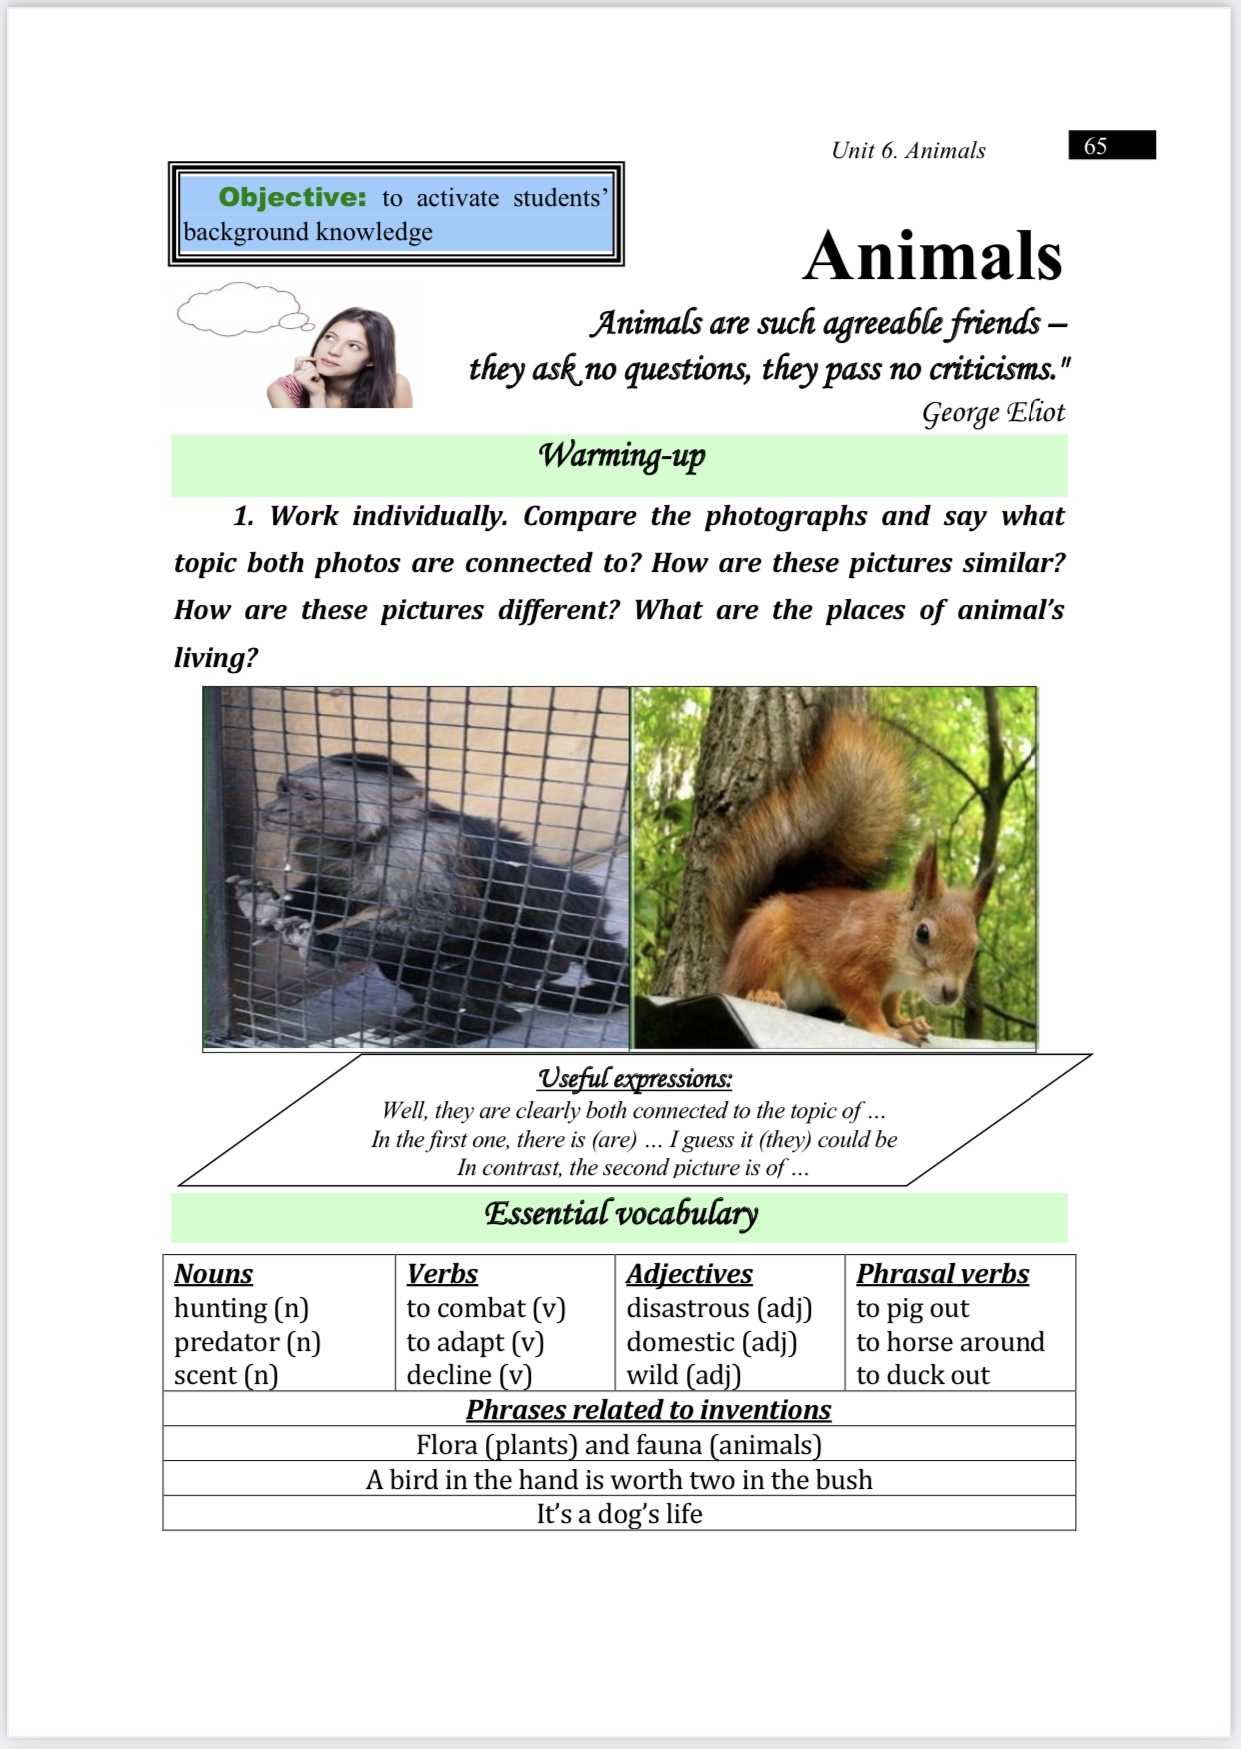 Unit 6. Animals
65
Objective: to activate students’
background knowledge
Animals
Animals are such agreeable friends –
they ask no questions, they pass no criticisms."
George Eliot
Warming-up
1. Work individually. Compare the photographs and say what
topic both photos are connected to? How are these pictures similar?
How are these pictures different? What are the places of animal’s
living?
Useful expressions:
Well, they are clearly both connected to the topic of …
In the first one, there is (are) … I guess it (they) could be
In contrast, the second picture is of …
Essential vocabulary
Nouns
hunting (n)
predator (n)
scent (n)
Verbs
to combat (v)
to adapt (v)
decline (v)
Adjectives
disastrous (adj)
domestic (adj)
wild (adj)
Phrasal verbs
to pig out
to horse around
to duck out
Phrases related to inventions
Flora (plants) and fauna (animals)
A bird in the hand is worth two in the bush
It’s a dog’s life